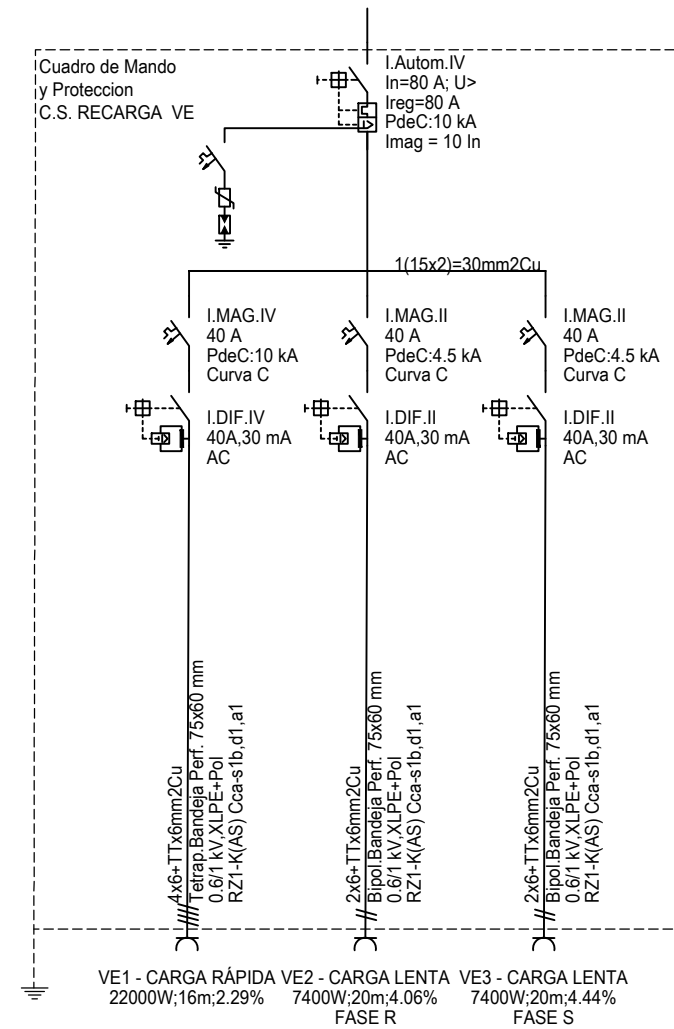 Cuadro de Mando
y Proteccion
C.S. RECARGA VE
I.Autom.IV
In=80 A; U>
Ireg=80 A
PdeC:10 kA
Imag = 10 In
1(15x2)=30mm2Cu
I.MAG.IV
40 A
PdeC:10 kA
Curva C
I.MAG.II
40 A
PdeC:4.5 kA
Curva C
I.MAG.II
40 A
PdeC:4.5 kA
Curva C
I.DIF.IV
40A,30 mA
AC
I.DIF.II
40A,30 mA
AC
I.DIF.II
40A,30 mA
AC
4x6+TTx6mm2Cu
Tetrap.Bandeja Perf. 75x60 mm
0.6/1 kV,XLPE+Pol
RZ1-K(AS) Cca-s1b,d1,a1
2x6+TTx6mm2Cu
Bipol.Bandeja Perf. 75x60 mm
0.6/1 kV,XLPE+Pol
RZ1-K(AS) Cca-s1b,d1,a1
2x6+TTx6mm2Cu
Bipol.Bandeja Perf. 75x60 mm
0.6/1 kV,XLPE+Pol
RZ1-K(AS) Cca-s1b,d1,a1
VE1 - CARGA RÁPIDA
22000W;16m;2.29%
VE2 - CARGA LENTA
7400W;20m;4.06%
FASE R
VE3 - CARGA LENTA
7400W;20m;4.44%
FASE S